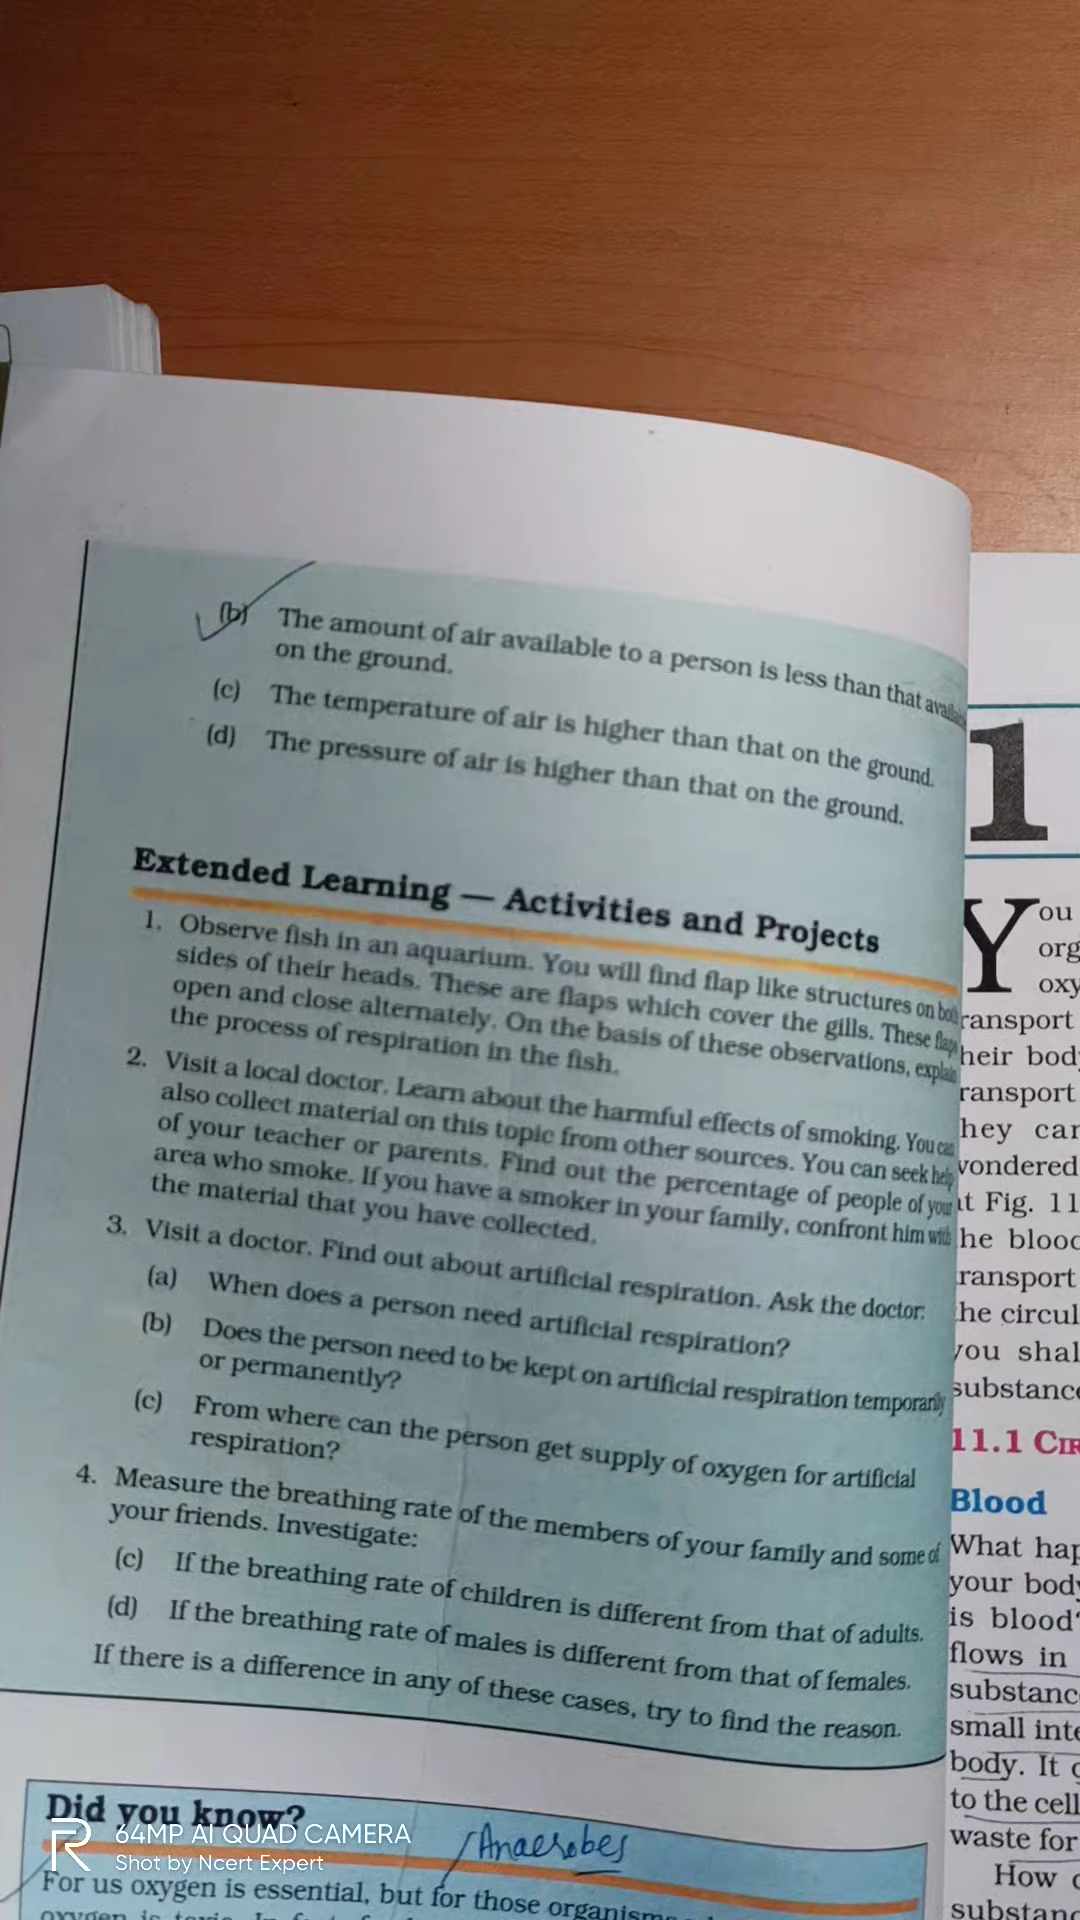 (b) The amount of air available to a person is less than that available
on the ground.
(c) The temperature of air is higher than that on the ground.
(d) The pressure of air is higher than that on the ground.
Extended Learning — Activities and Projects
1. Observe fish in an aquarium. You will find flap like structures on both
sides of their heads. These are flaps which cover the gills. These flaps
open and close alternately. On the basis of these observations, explain
the process of respiration in the fish.
2. Visit a local doctor. Learn about the harmful effects of smoking. You can
also collect material on this topic from other sources. You can seek help
of your teacher or parents. Find out the percentage of people of your
area who smoke. If you have a smoker in your family, confront him with
the material that you have collected.
3. Visit a doctor. Find out about artificial respiration. Ask the doctor:
(a) When does a person need artificial respiration?
(b) Does the person need to be kept on artificial respiration temporarily
or permanently?
(c) From where can the person get supply of oxygen for artificial
respiration?
4. Measure the breathing rate of the members of your family and some of
your friends. Investigate:
(c) If the breathing rate of children is different from that of adults.
(d) If the breathing rate of males is different from that of females.
If there is a difference in any of these cases, try to find the reason.
Did you know?
Anaerobes
For us oxygen is essential, but for those organisms
64MP AI QUAD CAMERA
Shot by Ncert Expert
1
You
org
oxy
ransport
heir body
ransport
hey can
wondered
at Fig. 11
he blood
ransport
he circul
you shal
substance
11.1 CIR
Blood
What hap
your body
is blood?
flows in
substanc
small inte
body. It c
to the cell
waste for
How c
substanc